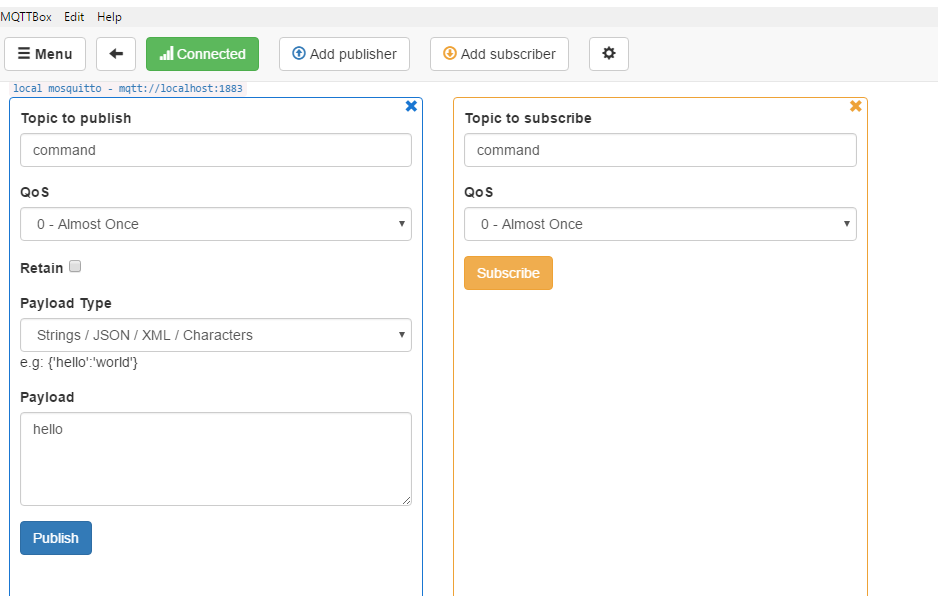 MQTTBox Edit Help
Menu Connected Add publisher Add subscriber
local mosquitto - mqtt://localhost:1883
Topic to publish
command
QoS
0 - Almost Once
Retain
Payload Type
Strings / JSON / XML / Characters
e.g: {'hello':'world'}
Payload
hello
Publish
Topic to subscribe
command
QoS
0 - Almost Once
Subscribe